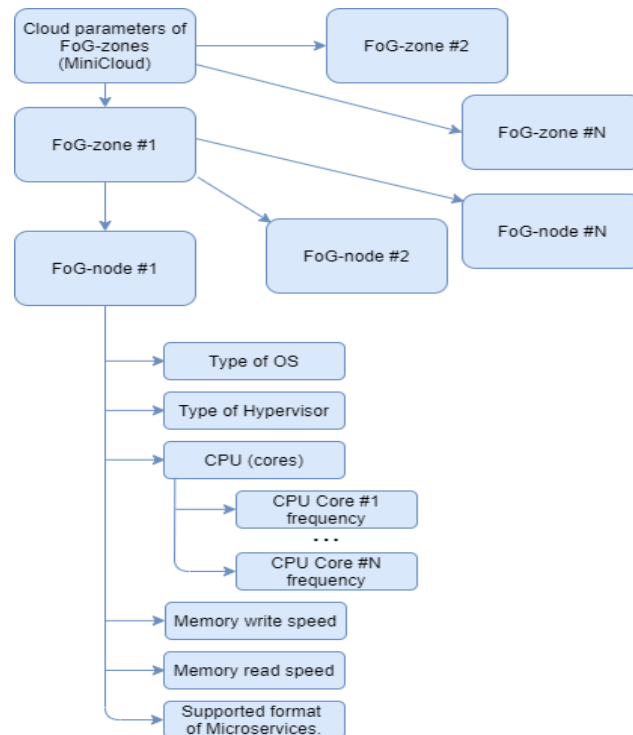 Cloud parameters of
FoG-zones
(MiniCloud)
FoG-zone #2
FoG-zone #N
FoG-zone #1
FoG-node #N
FoG-node #2
FoG-node #1
Type of OS
Type of Hypervisor
CPU (cores)
CPU Core #1
frequency
...
CPU Core #N
frequency
Memory write speed
Memory read speed
Supported format
of Microservices.